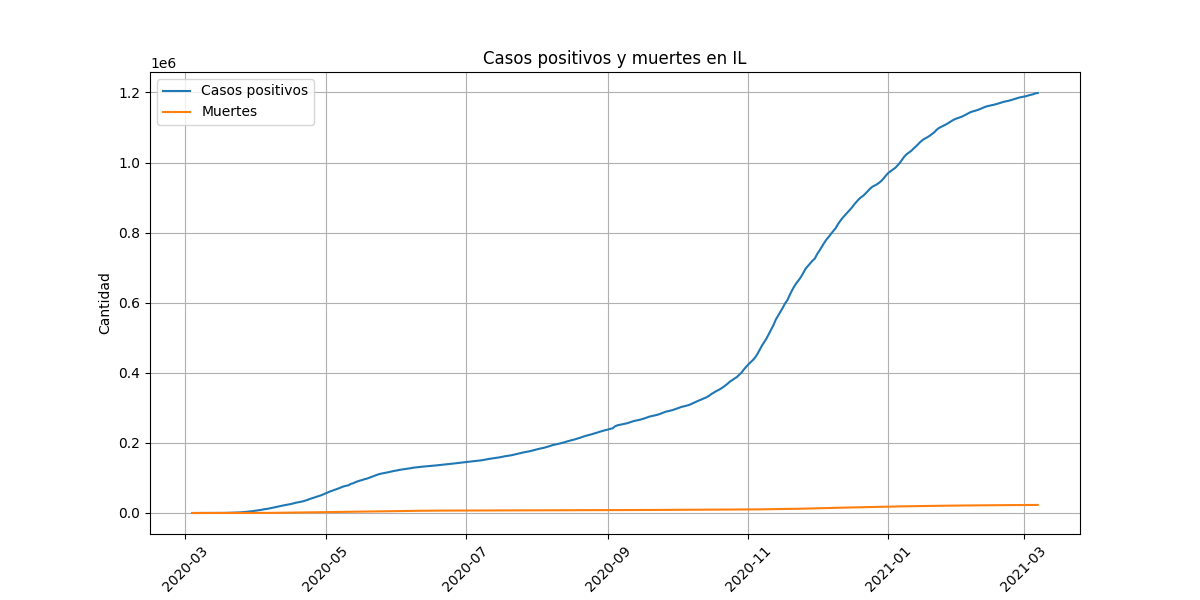 Casos positivos y muertes en IL
1e6
Casos positivos
Muertes
Cantidad
1.2
1.0
0.8
0.6
0.4
0.2
0.0
2020-03
2020-05
2020-07
2020-09
2020-11
2021-01
2021-03